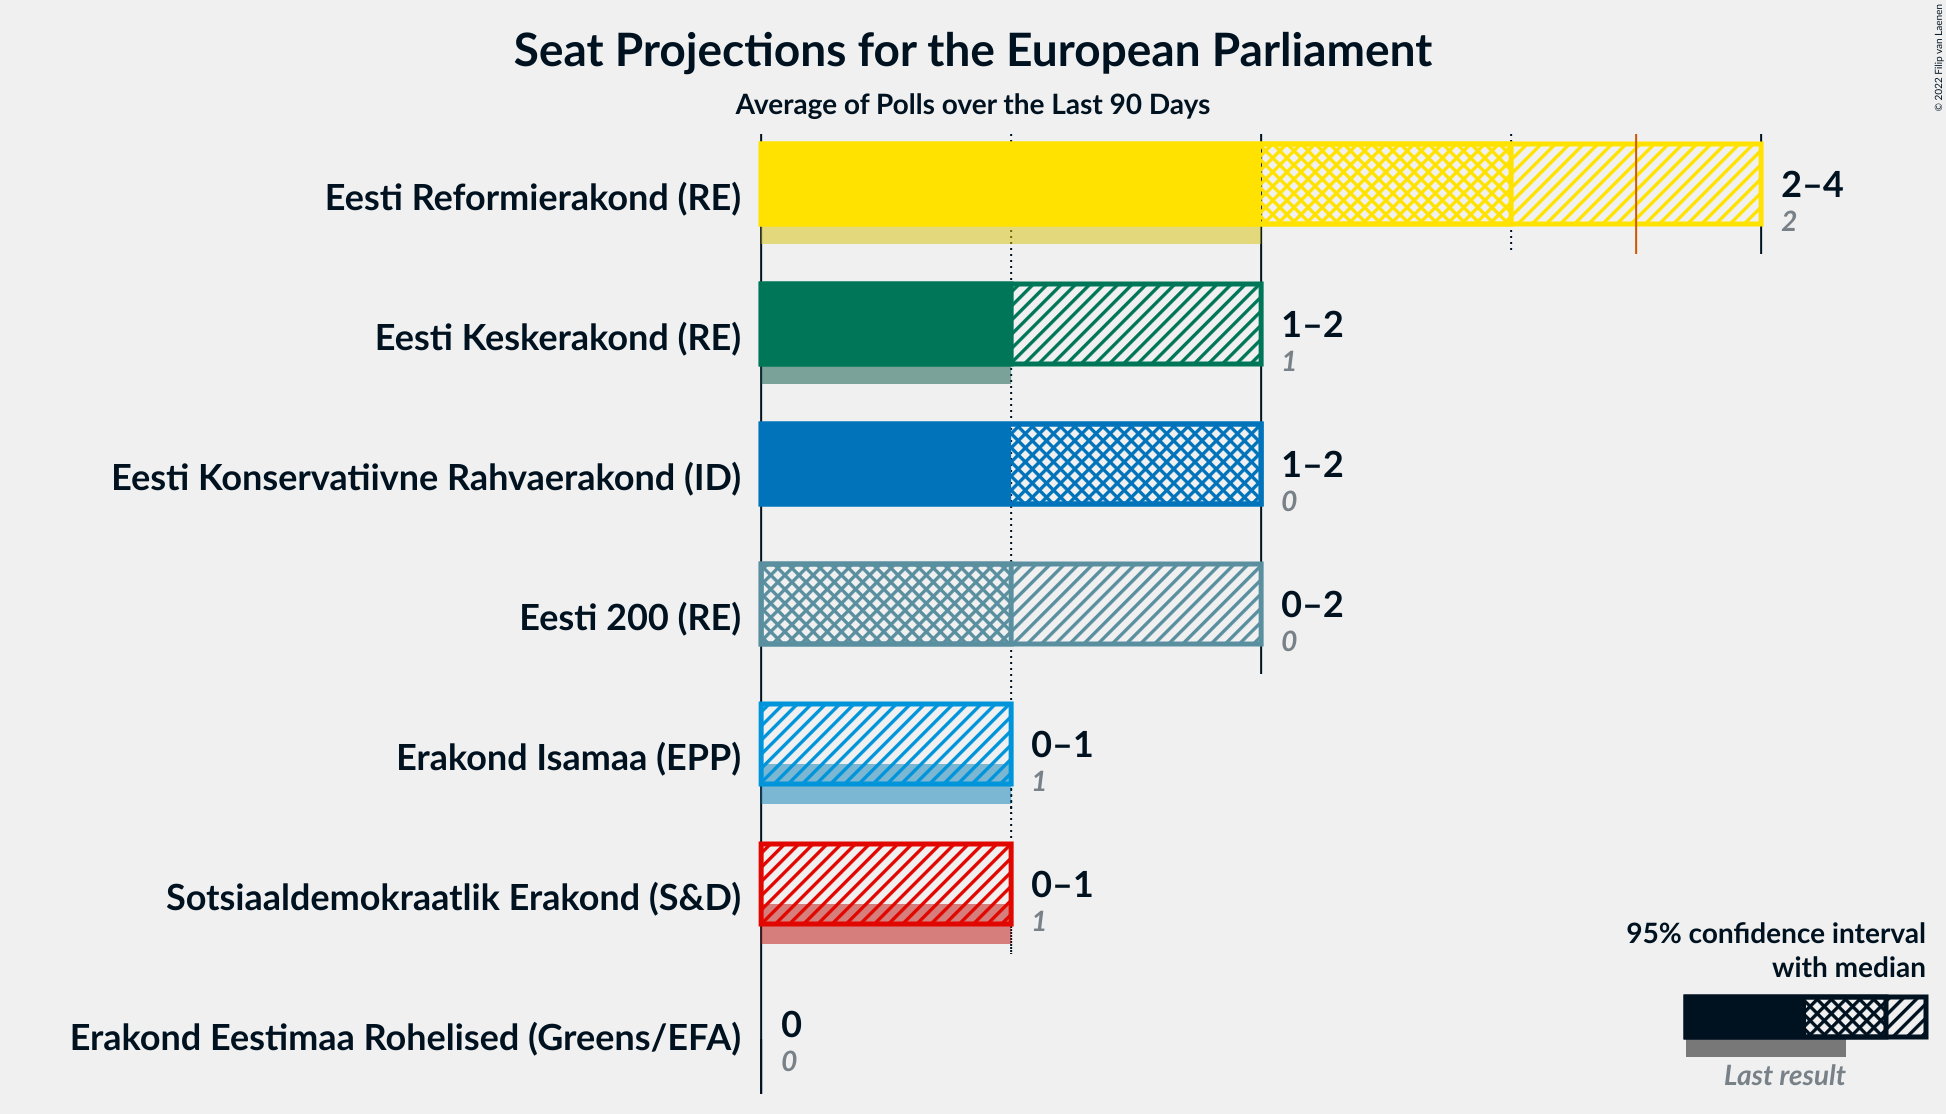 Seat Projections for the European Parliament
Average of Polls over the Last 90 Days
© 2022 Filip van Laenen
Eesti Reformierakond (RE)
2–4
2
Eesti Keskerakond (RE)
1–2
1
Eesti Konservatiivne Rahvaerakond (ID)
1–2
0
Eesti 200 (RE)
0–2
0
Erakond Isamaa (EPP)
0–1
1
Sotsiaaldemokraatlik Erakond (S&D)
0–1
1
Erakond Eestimaa Rohelised (Greens/EFA)
0
0
95% confidence interval
with median
Last result